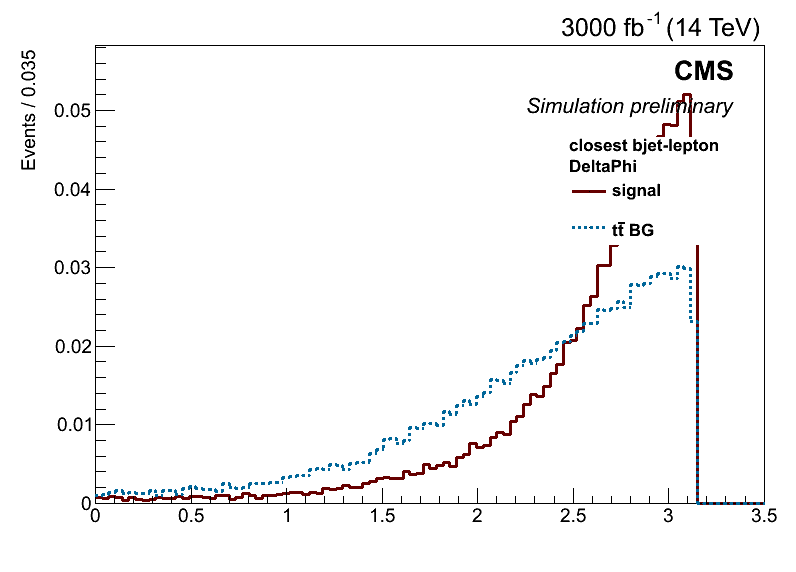 3000 fb⁻¹ (14 TeV)
CMS
Simulation preliminary
closest bjet-lepton
DeltaPhi
signal
tt̄ BG
Events / 0.035
0.05
0.04
0.03
0.02
0.01
0
0 0.5 1 1.5 2 2.5 3 3.5